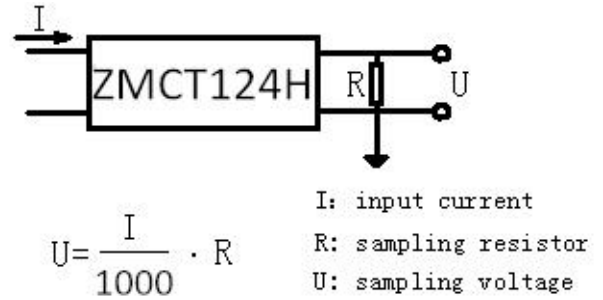 I
ZMCT124H
R
U
I: input current
R: sampling resistor
U: sampling voltage
U= I/1000 · R